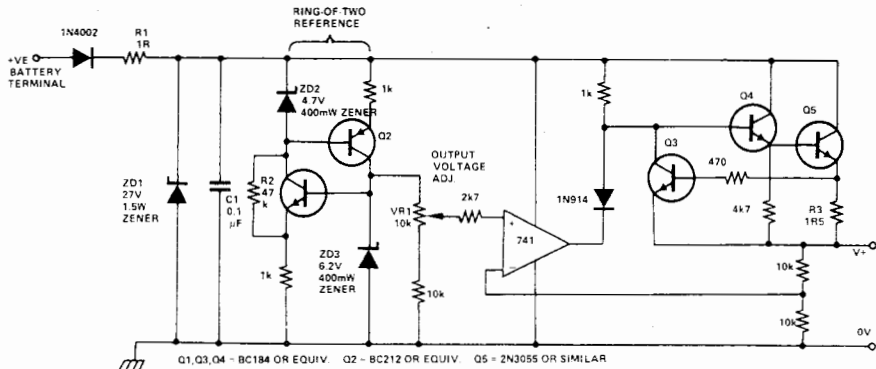 RING-OF-TWO
REFERENCE
1N4002
R1
1R
+VE
BATTERY
TERMINAL
ZD2
4.7V
400mW ZENER
1k
Q2
Q4
Q5
1k
Q3
470
OUTPUT
VOLTAGE
ADJ.
ZD1
27V
1.5W
ZENER
C1
0.1
µF
R2
47
k
VR1
10k
2k7
+
741
−
1N914
4k7
R3
1R5
V+
1k
ZD3
6.2V
400mW
ZENER
10k
10k
10k
0V
Q1,Q3,Q4 – BC184 OR EQUIV. Q2 – BC212 OR EQUIV. Q5 = 2N3055 OR SIMILAR